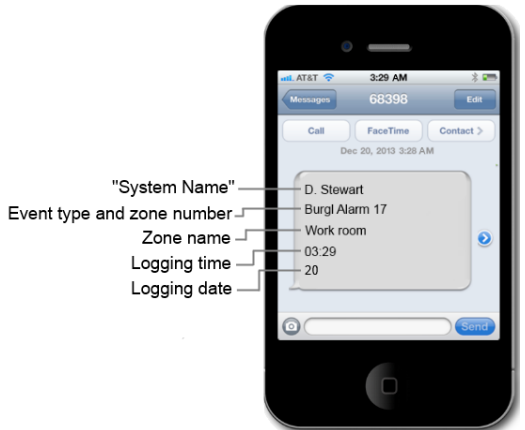 AT&T 3:29 AM
Messages 68398 Edit
Call FaceTime Contact >
Dec 20, 2013 3:28 AM
"System Name" D. Stewart
Event type and zone number Burgl Alarm 17
Zone name Work room
Logging time 03:29
Logging date 20
Send